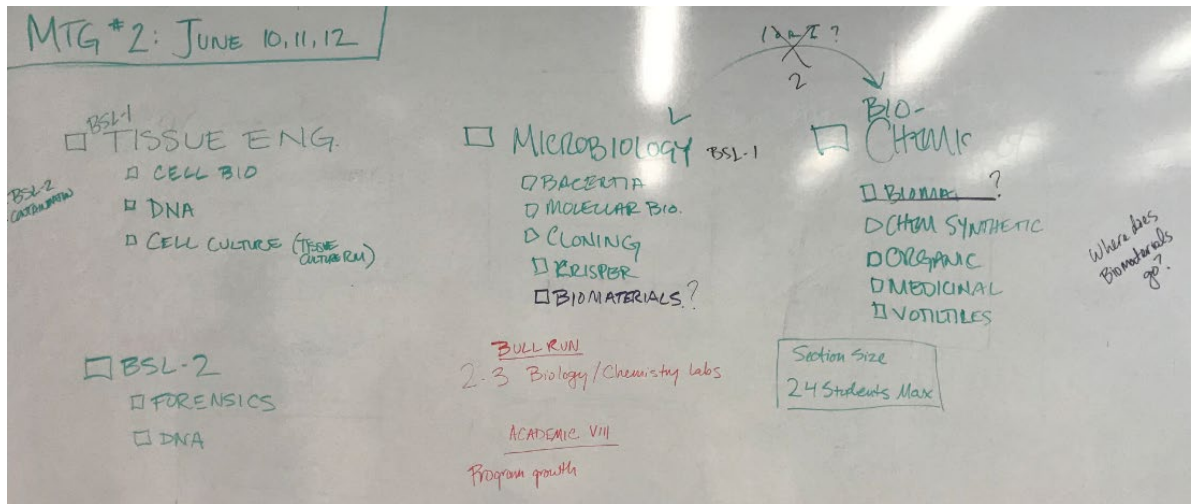 MTG #2: JUNE 10, 11, 12
BSL-1
TISSUE ENG.
CELL BIO
DNA
CELL CULTURE (TISSUE
CULTURE RM)
BSL-2
BSL-2
FORENSICS
DNA
MICROBIOLOGY BSL-1
BACERTIA
MOLECLLAR BIO.
CLONING
KRISPER
BIOMATERIALS?
BULL RUN
2-3 Biology/Chemistry labs
ACADEMIC VIII
Program growth
?
2
BIO-
CHEMIC
BIOMA ?
CHEM SYNTHETIC
ORGANIC
MEDICINAL
VOTILTILES
Section Size
24 Students Max
Where does
Biomaterials
go?